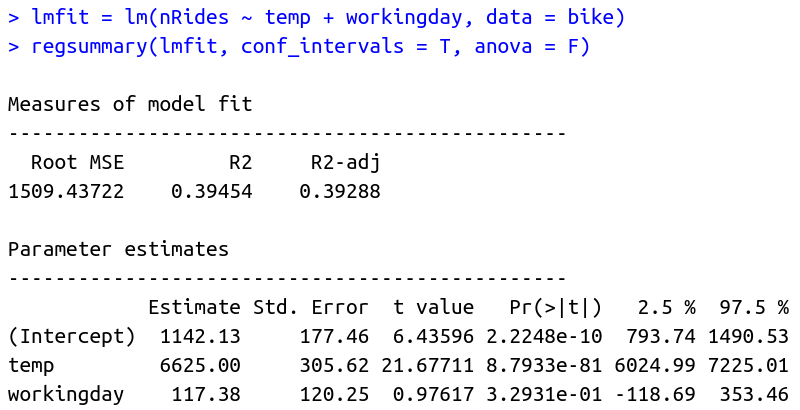 > lmfit = lm(nRides ~ temp + workingday, data = bike)
> regsummary(lmfit, conf_intervals = T, anova = F)

Measures of model fit
------------------------------------------------
  Root MSE         R2     R2-adj
1509.43722    0.39454    0.39288

Parameter estimates
------------------------------------------------
            Estimate Std. Error  t value   Pr(>|t|)   2.5 %  97.5 %
(Intercept)  1142.13     177.46  6.43596 2.2248e-10  793.74 1490.53
temp         6625.00     305.62 21.67711 8.7933e-81 6024.99 7225.01
workingday    117.38     120.25  0.97617 3.2931e-01 -118.69  353.46